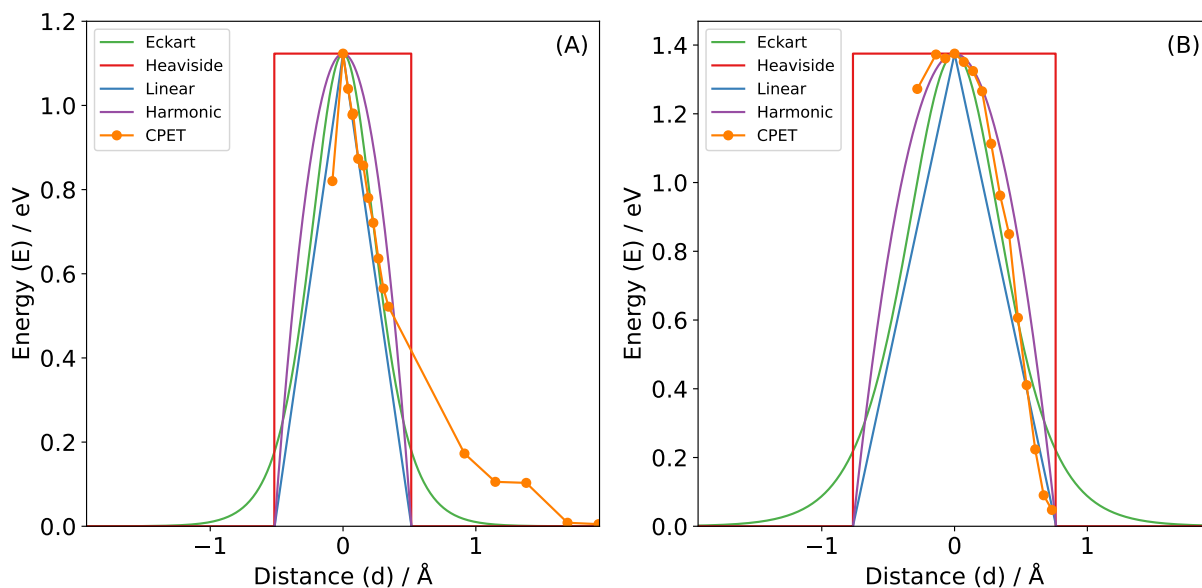 (A)
Eckart
Heaviside
Linear
Harmonic
CPET
1.2
1.0
0.8
0.6
0.4
0.2
0.0
Energy (E) / eV
−1
0
1
Distance (d) / Å
(B)
Eckart
Heaviside
Linear
Harmonic
CPET
1.4
1.2
1.0
0.8
0.6
0.4
0.2
0.0
Energy (E) / eV
−1
0
1
Distance (d) / Å